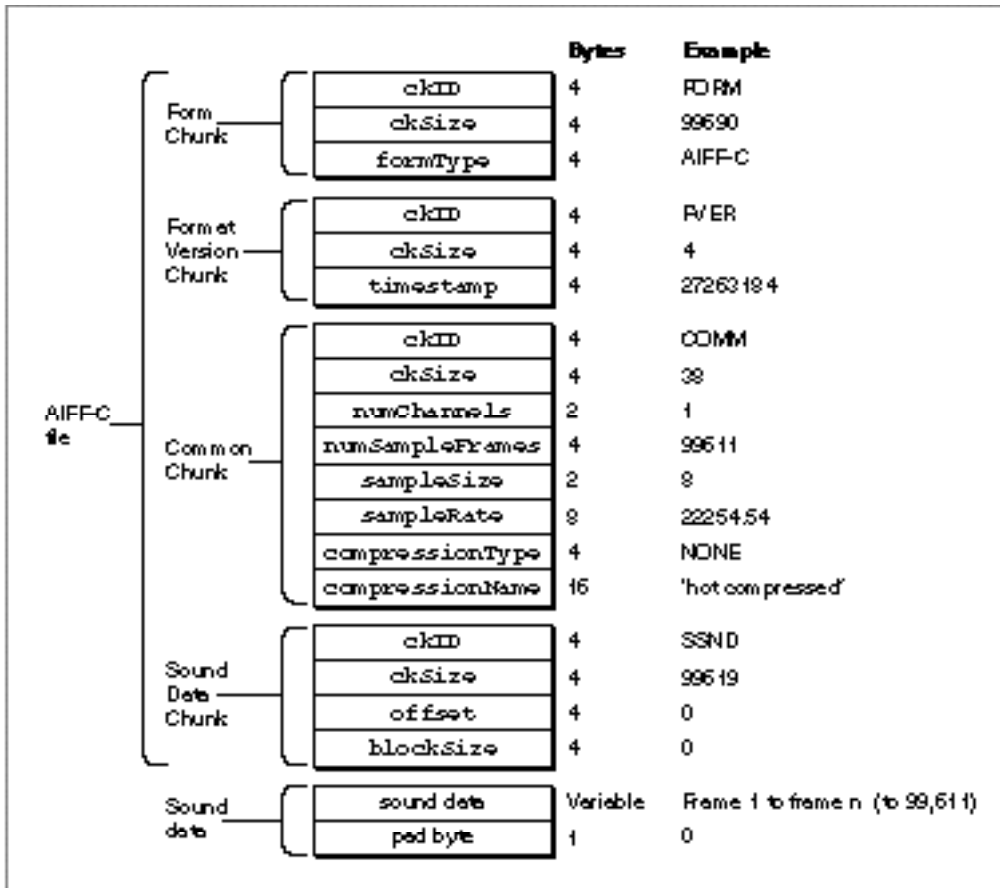 Bytes Example
AIFF-C
file
Form
Chunk
ckID 4 FORM
ckSize 4 99690
formType 4 AIFF-C
Format
Version
Chunk
ckID 4 FVER
ckSize 4 4
timestamp 4
Common
Chunk
ckID 4 COMM
ckSize 4 38
numChannels 2 1
numSampleFrames 4 99611
sampleSize 2 8
sampleRate 8 22254.54
compressionType 4 NONE
compressionName 16 'not compressed'
Sound
Data
Chunk
ckID 4 SSND
ckSize 4 99619
offset 4 0
blockSize 4 0
Sound
data
sound data Variable Frame 1 to frame n (to 99,611)
pad byte 1 0